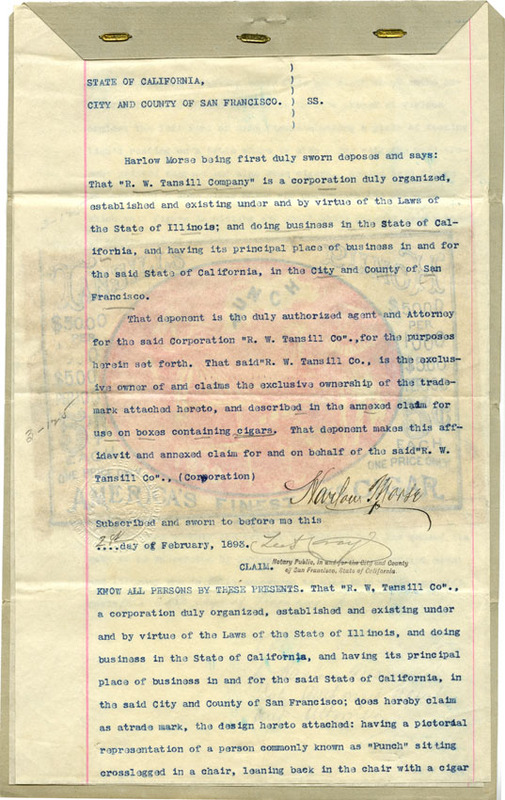 STATE OF CALIFORNIA,
CITY AND COUNTY OF SAN FRANCISCO. ) SS.
Harlow Morse being first duly sworn deposes and says:
That "R. W. Tansill Company" is a corporation duly organized,
established and existing under and by virtue of the Laws of
the State of Illinois; and doing business in the State of Cal-
ifornia, and having its principal place of business in and for
the said State of California, in the City and County of San
Francisco.
That deponent is the duly authorized agent and Attorney
for the said Corporation "R. W. Tansill Co".,for the purposes
herein set forth. That said"R. W. Tansill Co., is the exclus-
ive owner of and claims the exclusive ownership of the trade-
mark attached hereto, and described in the annexed claim for
use on boxes containing cigars. That deponent makes this aff-
idavit and annexed claim for and on behalf of the said"R. W.
Tansill Co"., (Corporation)
Harlow Morse
Subscribed and sworn to before me this
....day of February, 1893.
Notary Public, in and for the City and County
of San Francisco, State of California
CLAIM.
KNOW ALL PERSONS BY THESE PRESENTS. That "R. W. Tansill Co".,
a corporation duly organized, established and existing under
and by virtue of the Laws of the State of Illinois, and doing
business in the State of California, and having its principal
place of business in and for the said State of California, in
the said City and County of San Francisco; does hereby claim
as atrade mark, the design hereto attached: having a pictorial
representation of a person commonly known as "Punch" sitting
crosslegged in a chair, leaning back in the chair with a cigar
PUNCH
$5000
PER
EACH
ONE PRICE ONLY
AMERICA'S FINEST
CIGAR